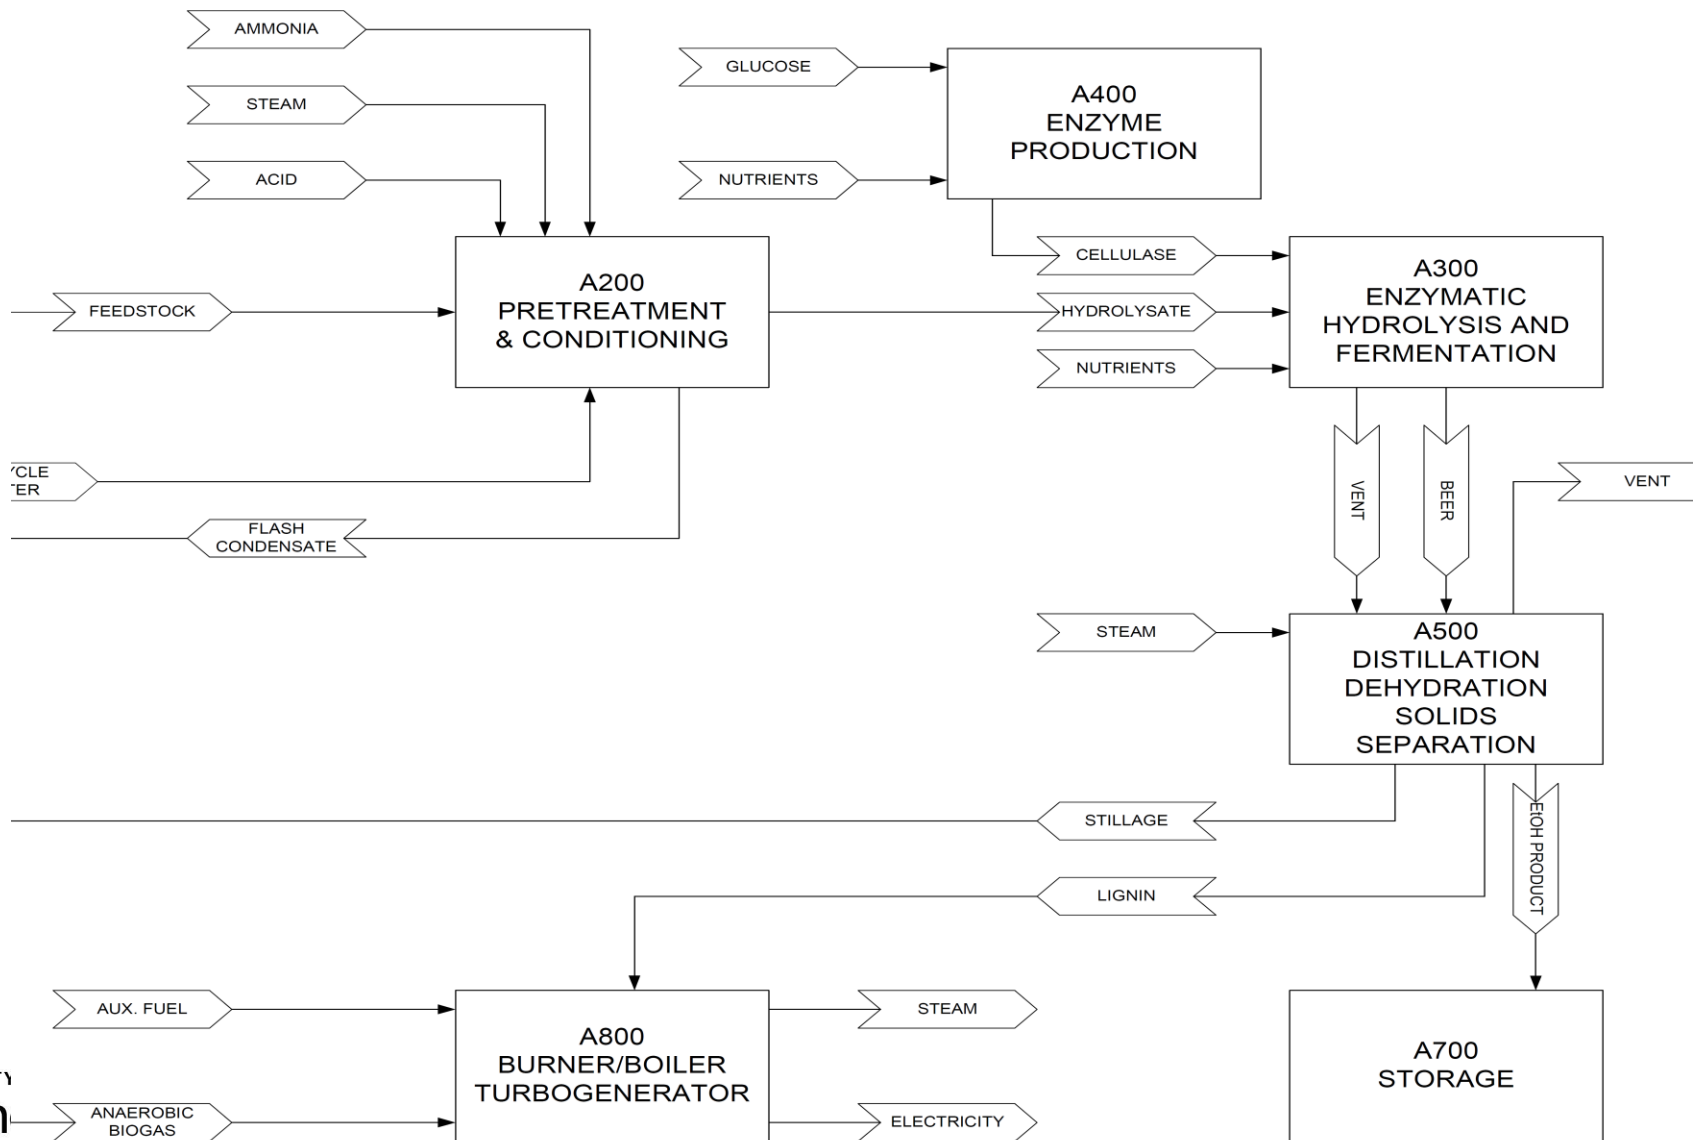 AMMONIA
STEAM
ACID
GLUCOSE
NUTRIENTS
A400
ENZYME
PRODUCTION
CELLULASE
HYDROLYSATE
NUTRIENTS
FEEDSTOCK
A200
PRETREATMENT
& CONDITIONING
A300
ENZYMATIC
HYDROLYSIS AND
FERMENTATION
FLASH
CONDENSATE
VENT
BEER
VENT
STEAM
A500
DISTILLATION
DEHYDRATION
SOLIDS
SEPARATION
STILLAGE
LIGNIN
EtOH PRODUCT
AUX. FUEL
ANAEROBIC
BIOGAS
A800
BURNER/BOILER
TURBOGENERATOR
STEAM
ELECTRICITY
A700
STORAGE